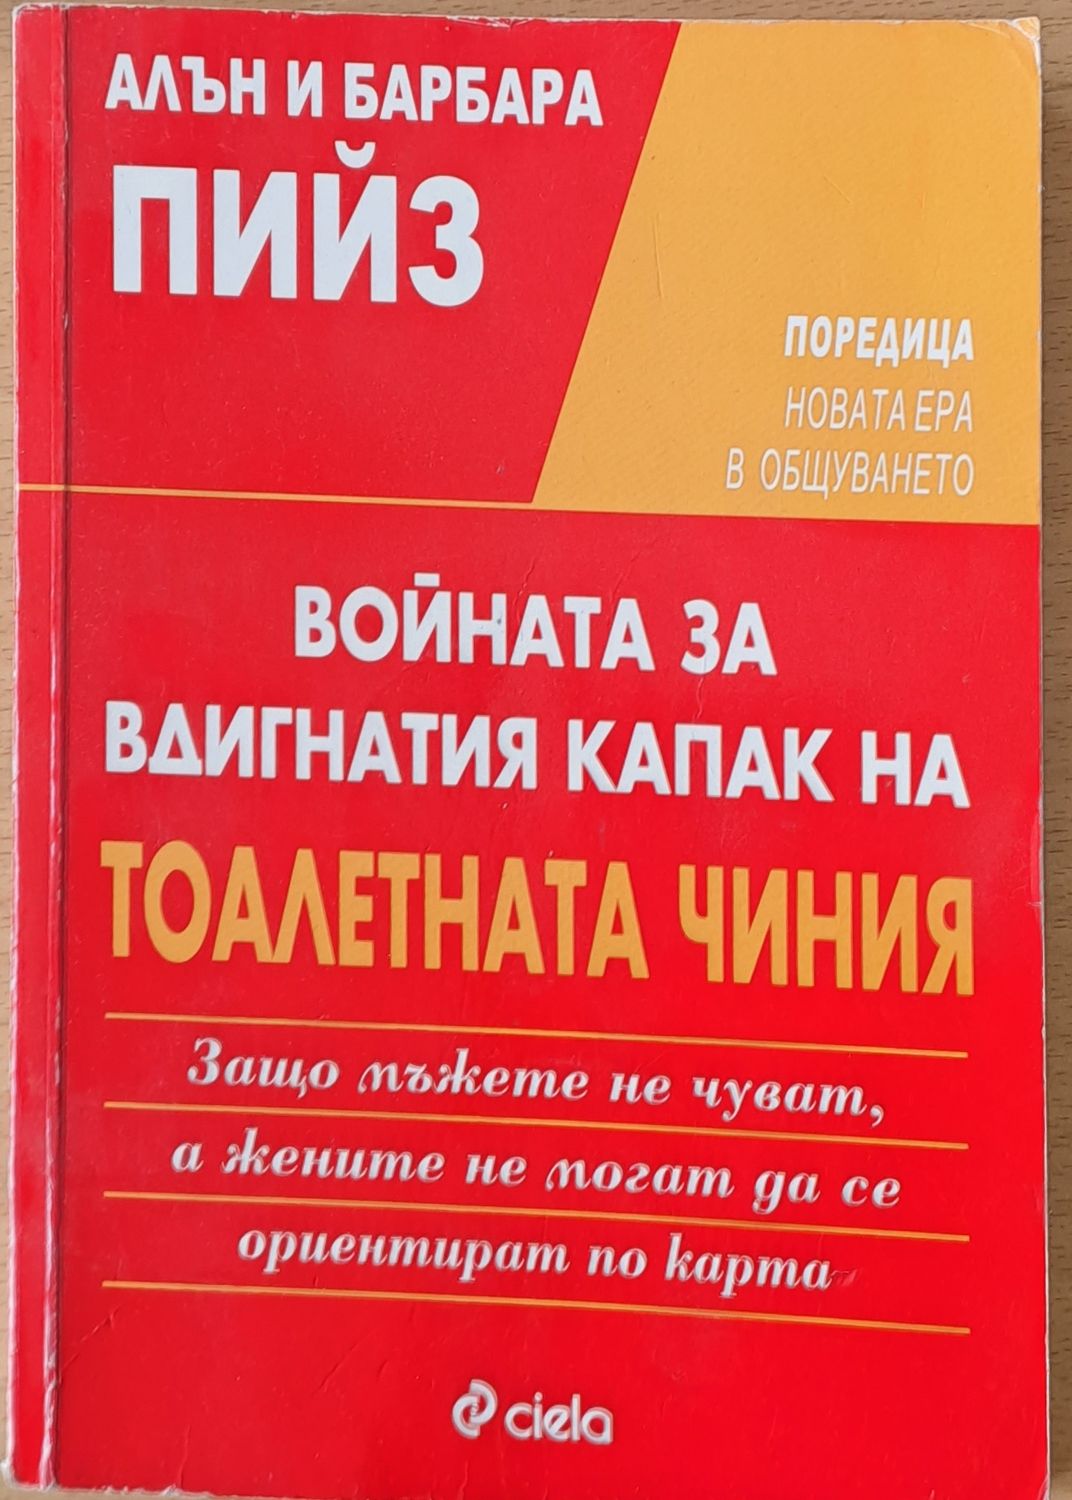 АЛЪН И БАРБАРА
ПИЙЗ
ПОРЕДИЦА
НОВАТА ЕРА
В ОБЩУВАНЕТО
ВОЙНАТА ЗА
ВДИГНАТИЯ КАПАК НА
ТОАЛЕТНАТА ЧИНИЯ
Защо мъжете не чуват,
а жените не могат да се
ориентират по карта
ciela